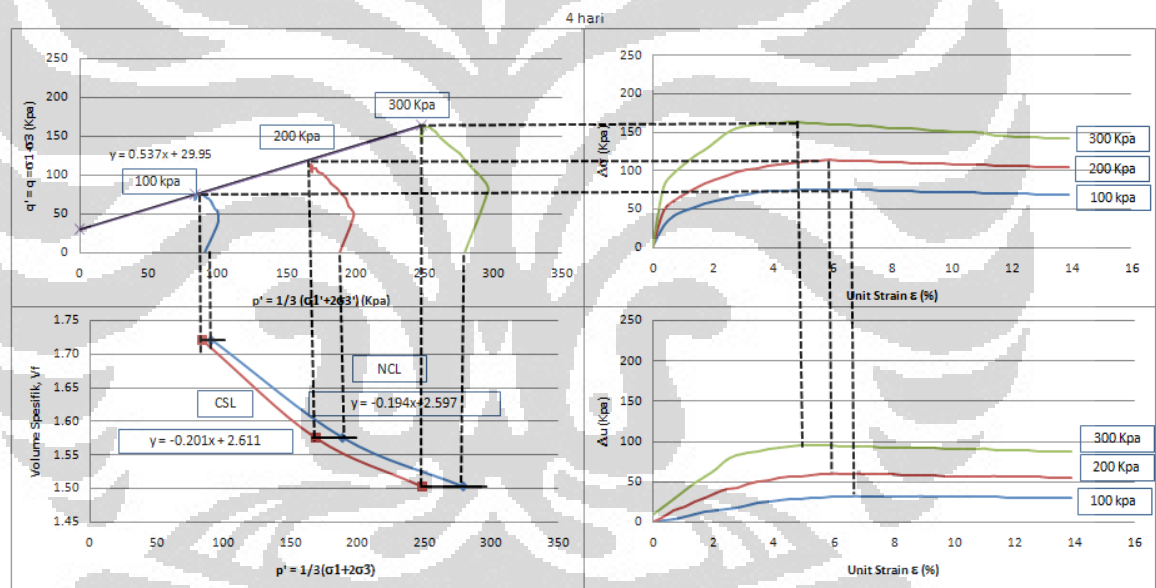 4 hari
250
200
150
100
50
0
q' = q =σ1-σ3 (Kpa)
300 Kpa
200 Kpa
y = 0.537x + 29.95
100 kpa
0 50 100 150 200 250 300 350
p' = 1/3 (σ1'+2σ3') (Kpa)
250
200
150
100
50
0
Δσ (Kpa)
300 Kpa
200 Kpa
100 kpa
0 2 4 6 8 10 12 14 16
Unit Strain ε (%)
1.75
1.70
1.65
1.60
1.55
1.50
1.45
Volume Spesifik, Vf
NCL
CSL
y = -0.194x+2.597
y = -0.201x + 2.611
0 50 100 150 200 250 300 350
p' = 1/3(σ1+2σ3)
250
200
150
100
50
0
Δu (Kpa)
300 Kpa
200 Kpa
100 kpa
0 2 4 6 8 10 12 14 16
Unit Strain ε (%)